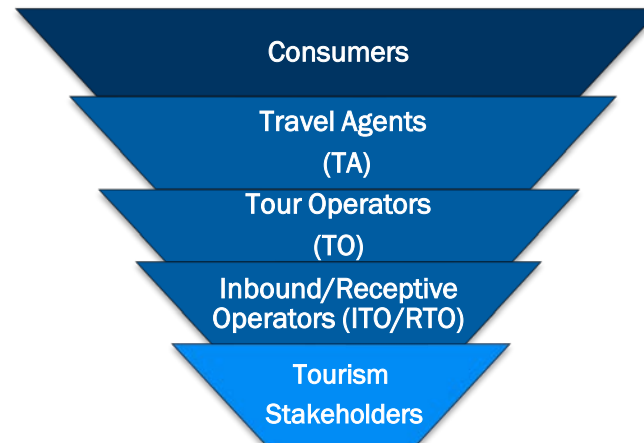 Consumers
Travel Agents
(TA)
Tour Operators
(TO)
Inbound/Receptive
Operators (ITO/RTO)
Tourism
Stakeholders